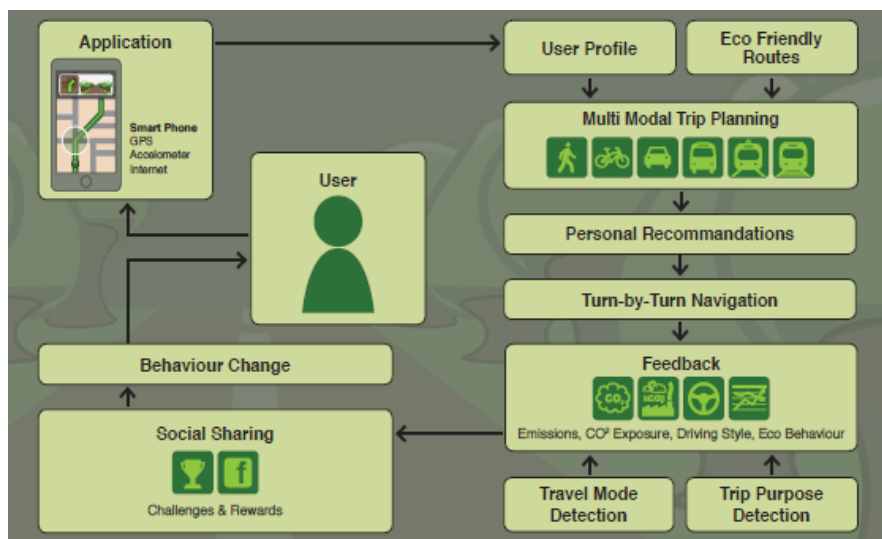 Application
Smart Phone
GPS
Accelometer
Internet
User Profile
Eco Friendly
Routes
Multi Modal Trip Planning
User
Personal Recommandations
Turn-by-Turn Navigation
Behaviour Change
Feedback
CO₂
Emissions, CO² Exposure, Driving Style, Eco Behaviour
Social Sharing
f
Challenges & Rewards
Travel Mode
Detection
Trip Purpose
Detection